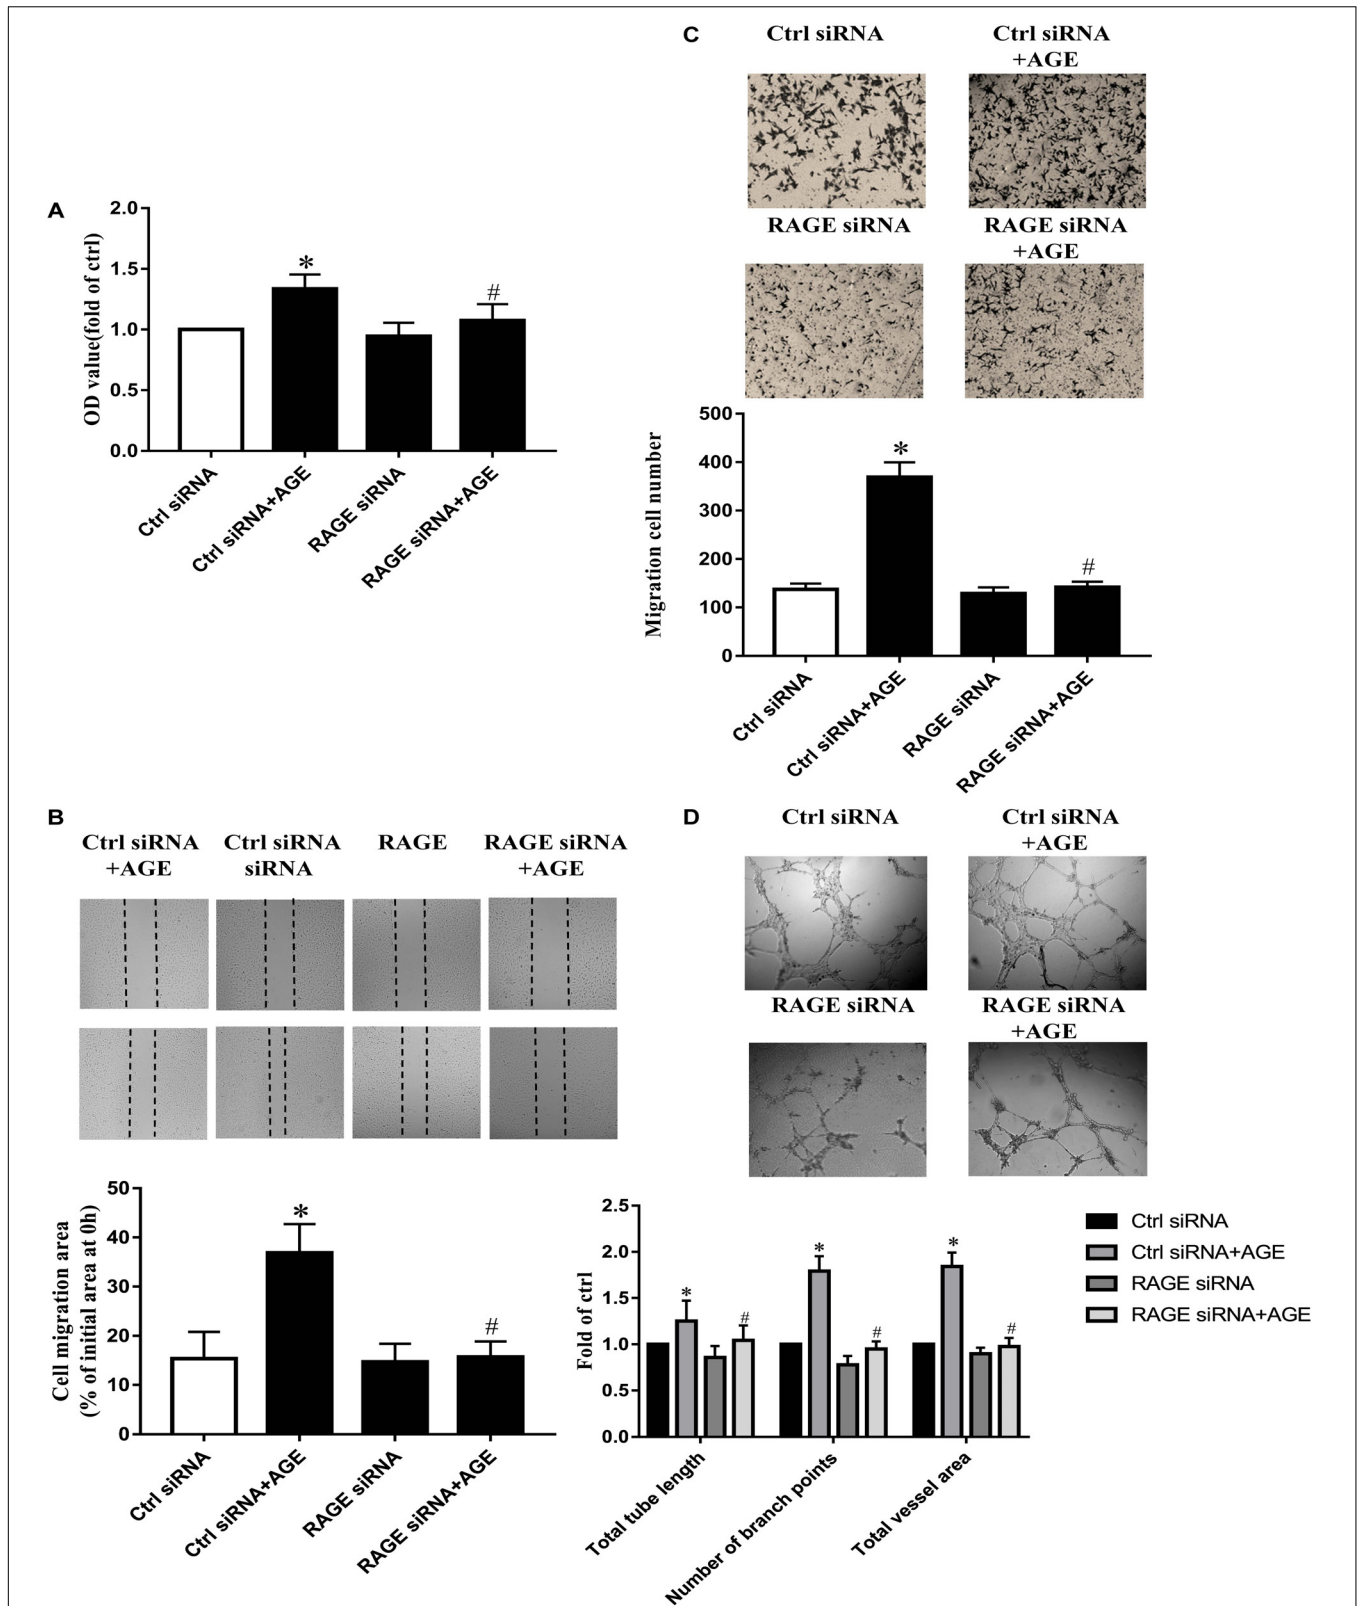 A
OD value(fold of ctrl)
2.0
1.5
1.0
0.5
0.0
*
#
Ctrl siRNA
Ctrl siRNA+AGE
RAGE siRNA
RAGE siRNA+AGE
C
Ctrl siRNA
Ctrl siRNA
+AGE
RAGE siRNA
RAGE siRNA
+AGE
Migration cell number
500
400
300
200
100
0
*
#
Ctrl siRNA
Ctrl siRNA+AGE
RAGE siRNA
RAGE siRNA+AGE
B
Ctrl siRNA
+AGE
Ctrl siRNA
siRNA
RAGE
RAGE siRNA
+AGE
Cell migration area
(% of initial area at 0h)
50
40
30
20
10
0
*
#
Ctrl siRNA
Ctrl siRNA+AGE
RAGE siRNA
RAGE siRNA+AGE
D
Ctrl siRNA
Ctrl siRNA
+AGE
RAGE siRNA
RAGE siRNA
+AGE
Fold of ctrl
2.5
2.0
1.5
1.0
0.5
0.0
*
#
*
#
*
#
Total tube length
Number of branch points
Total vessel area
Ctrl siRNA
Ctrl siRNA+AGE
RAGE siRNA
RAGE siRNA+AGE